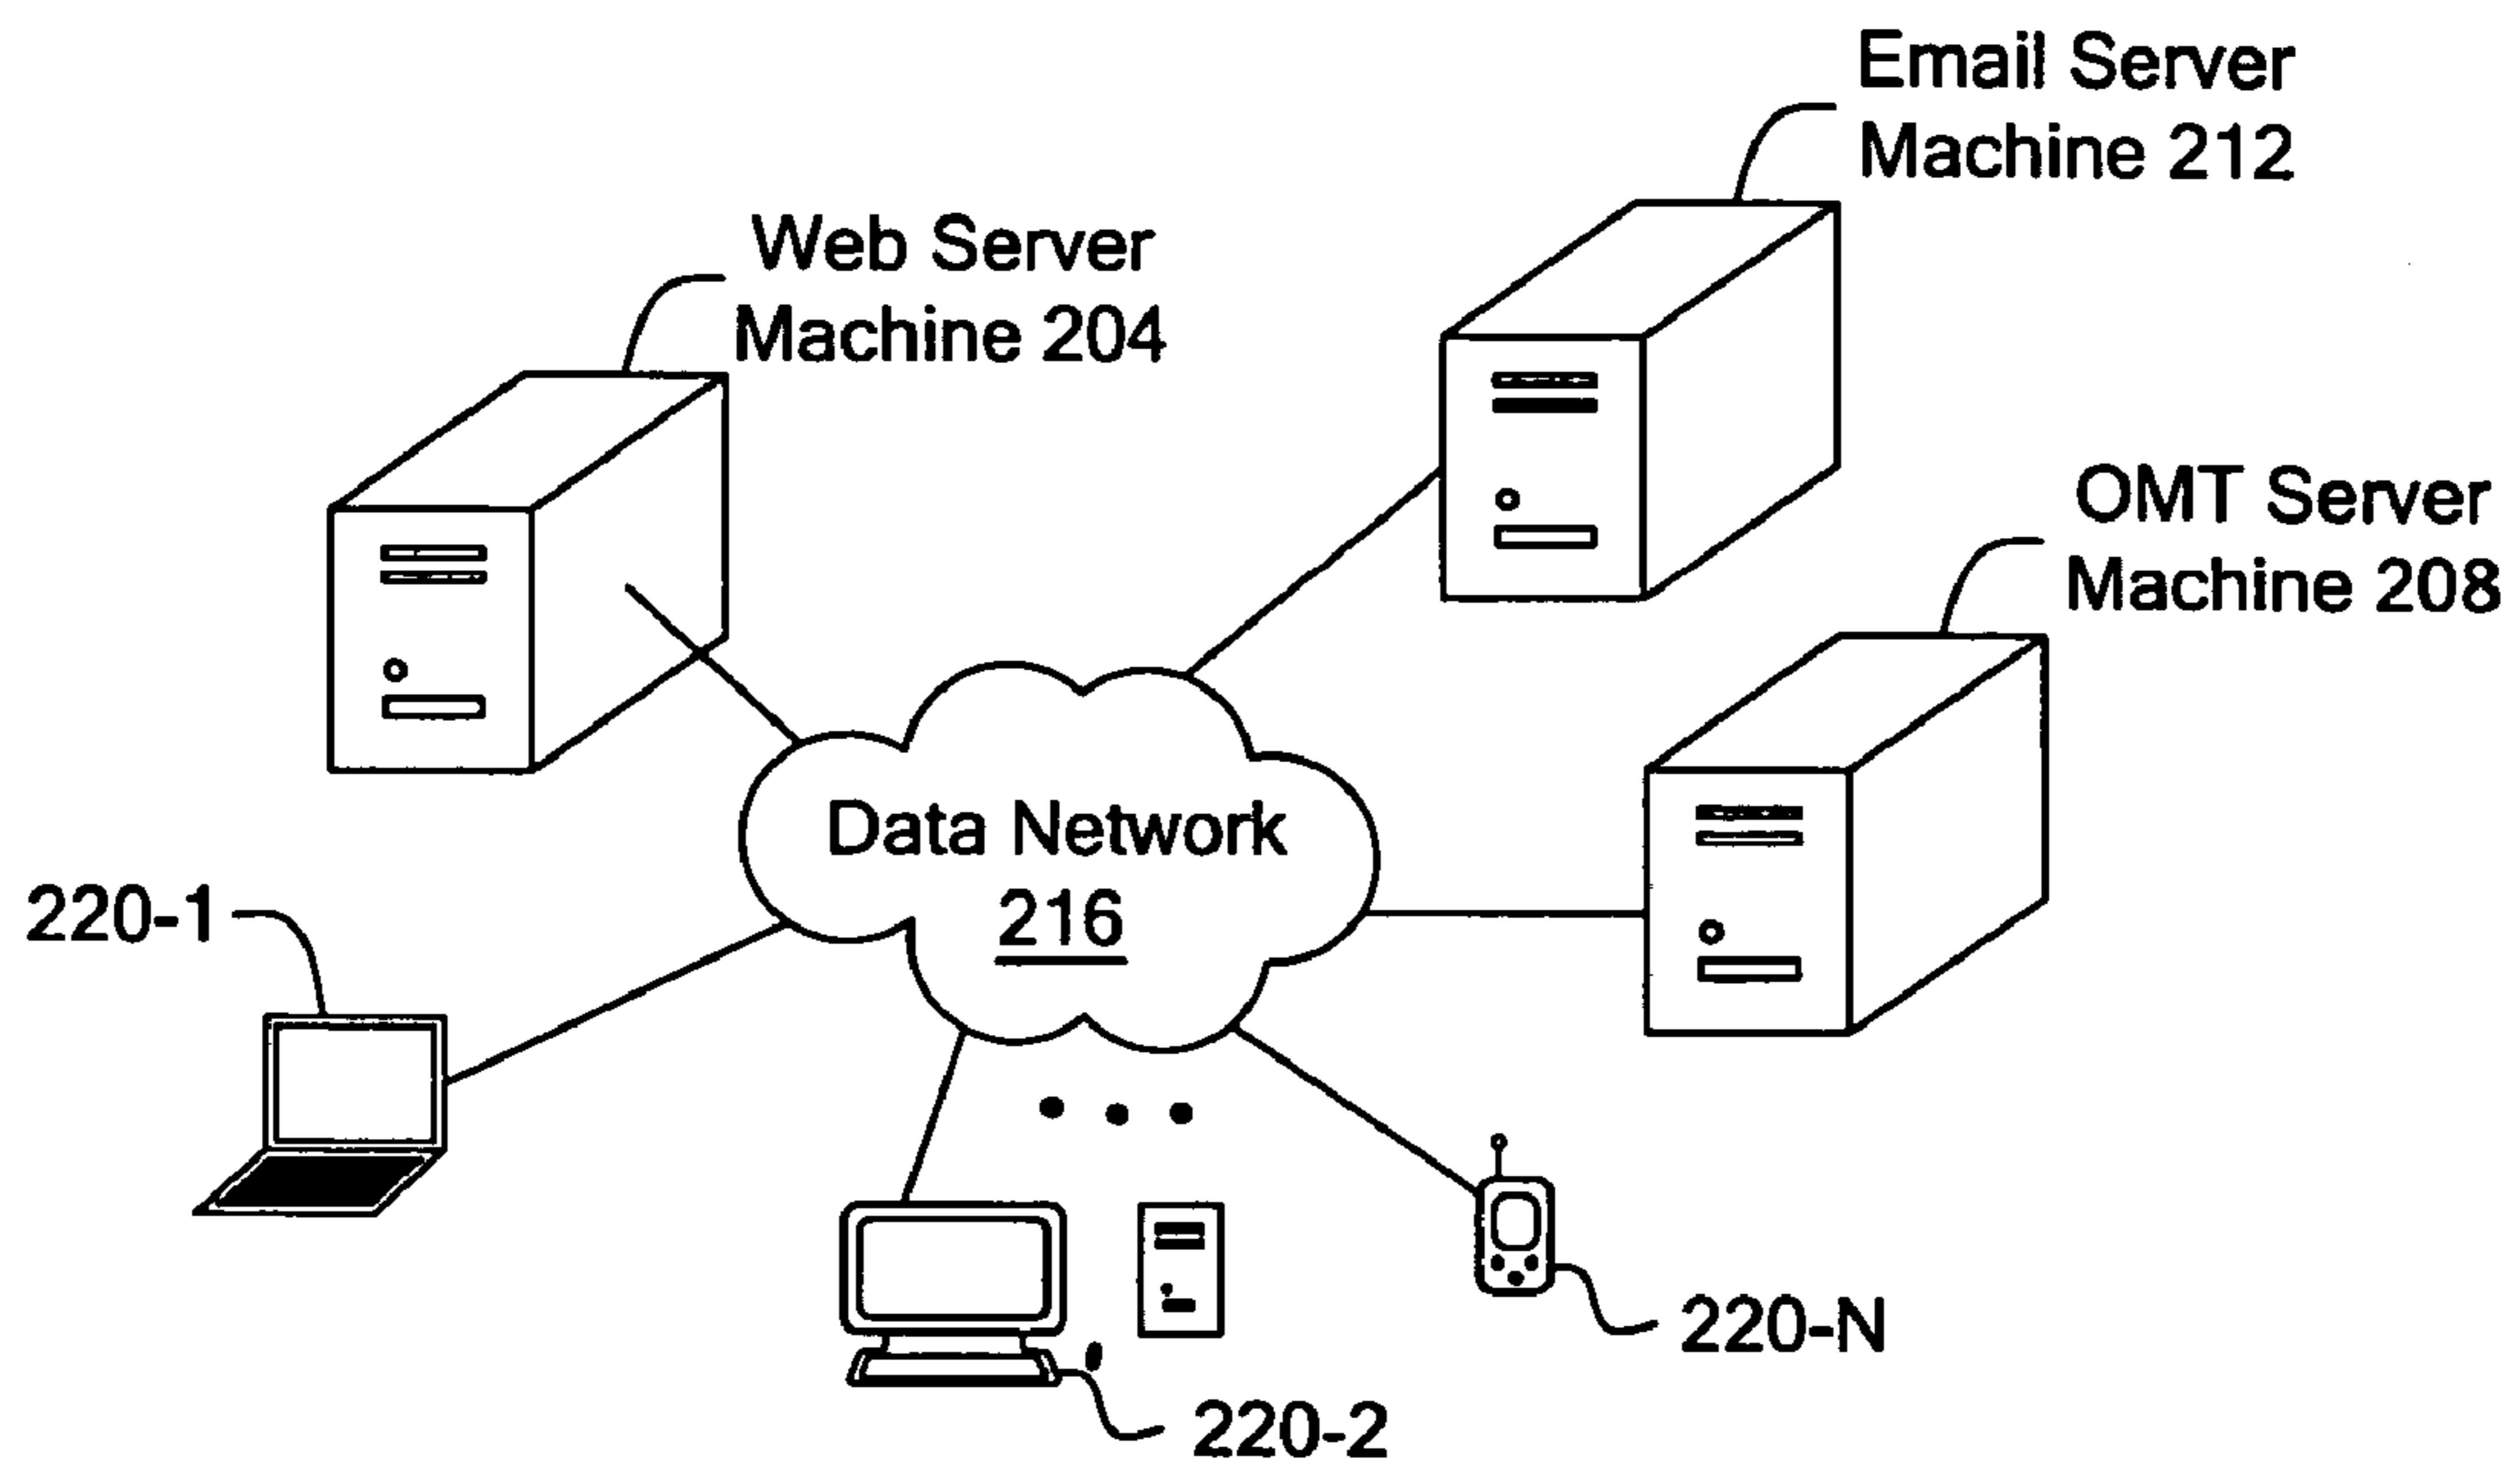 Email Server
Machine 212
Web Server
Machine 204
OMT Server
Machine 208
Data Network
216
220-1
220-N
220-2